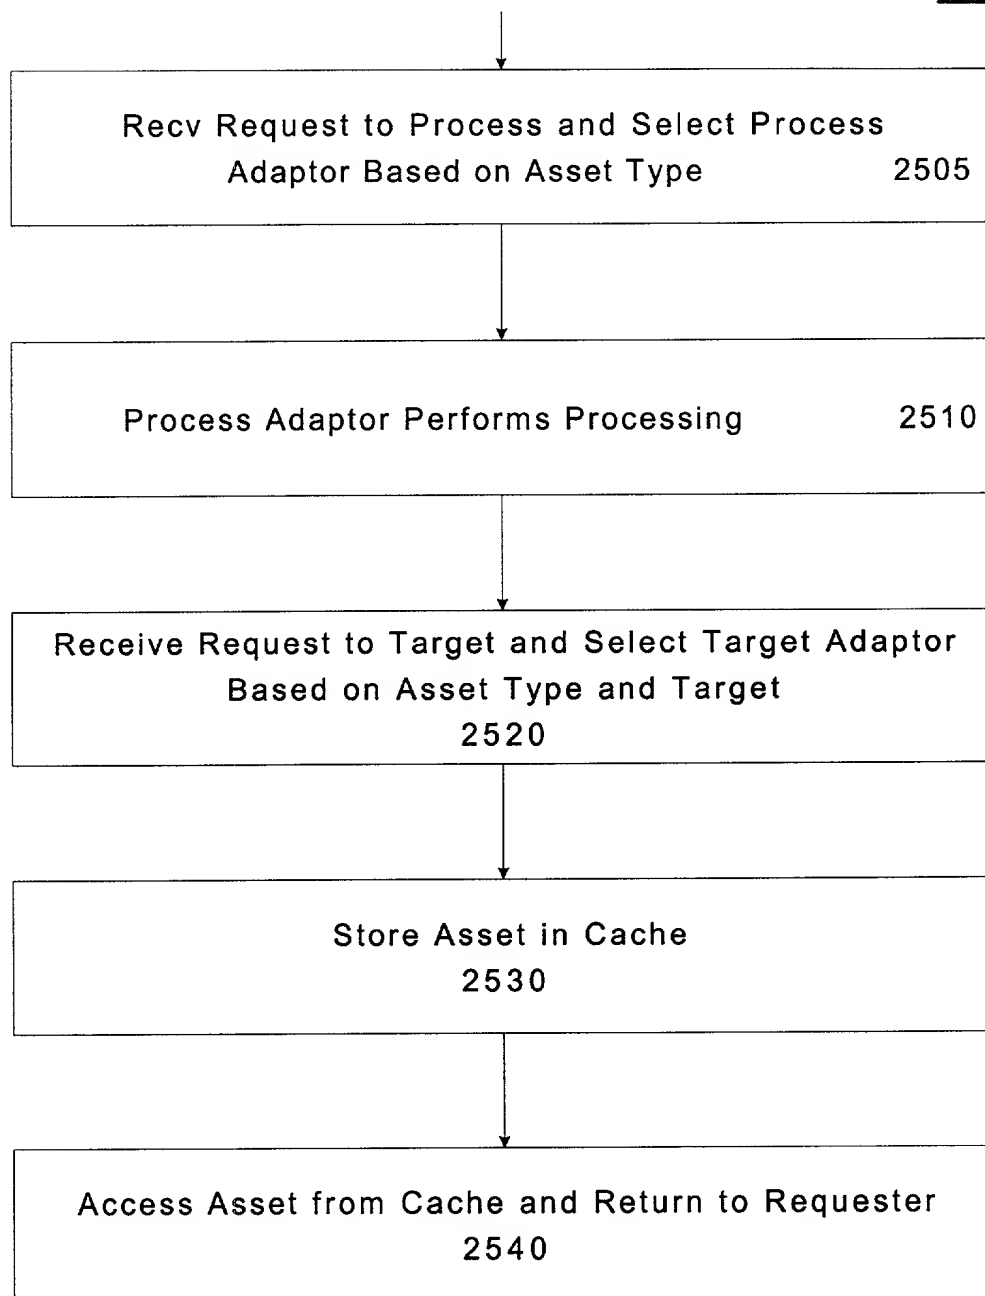 Recv Request to Process and Select Process
Adaptor Based on Asset Type 2505
Process Adaptor Performs Processing 2510
Receive Request to Target and Select Target Adaptor
Based on Asset Type and Target
2520
Store Asset in Cache
2530
Access Asset from Cache and Return to Requester
2540